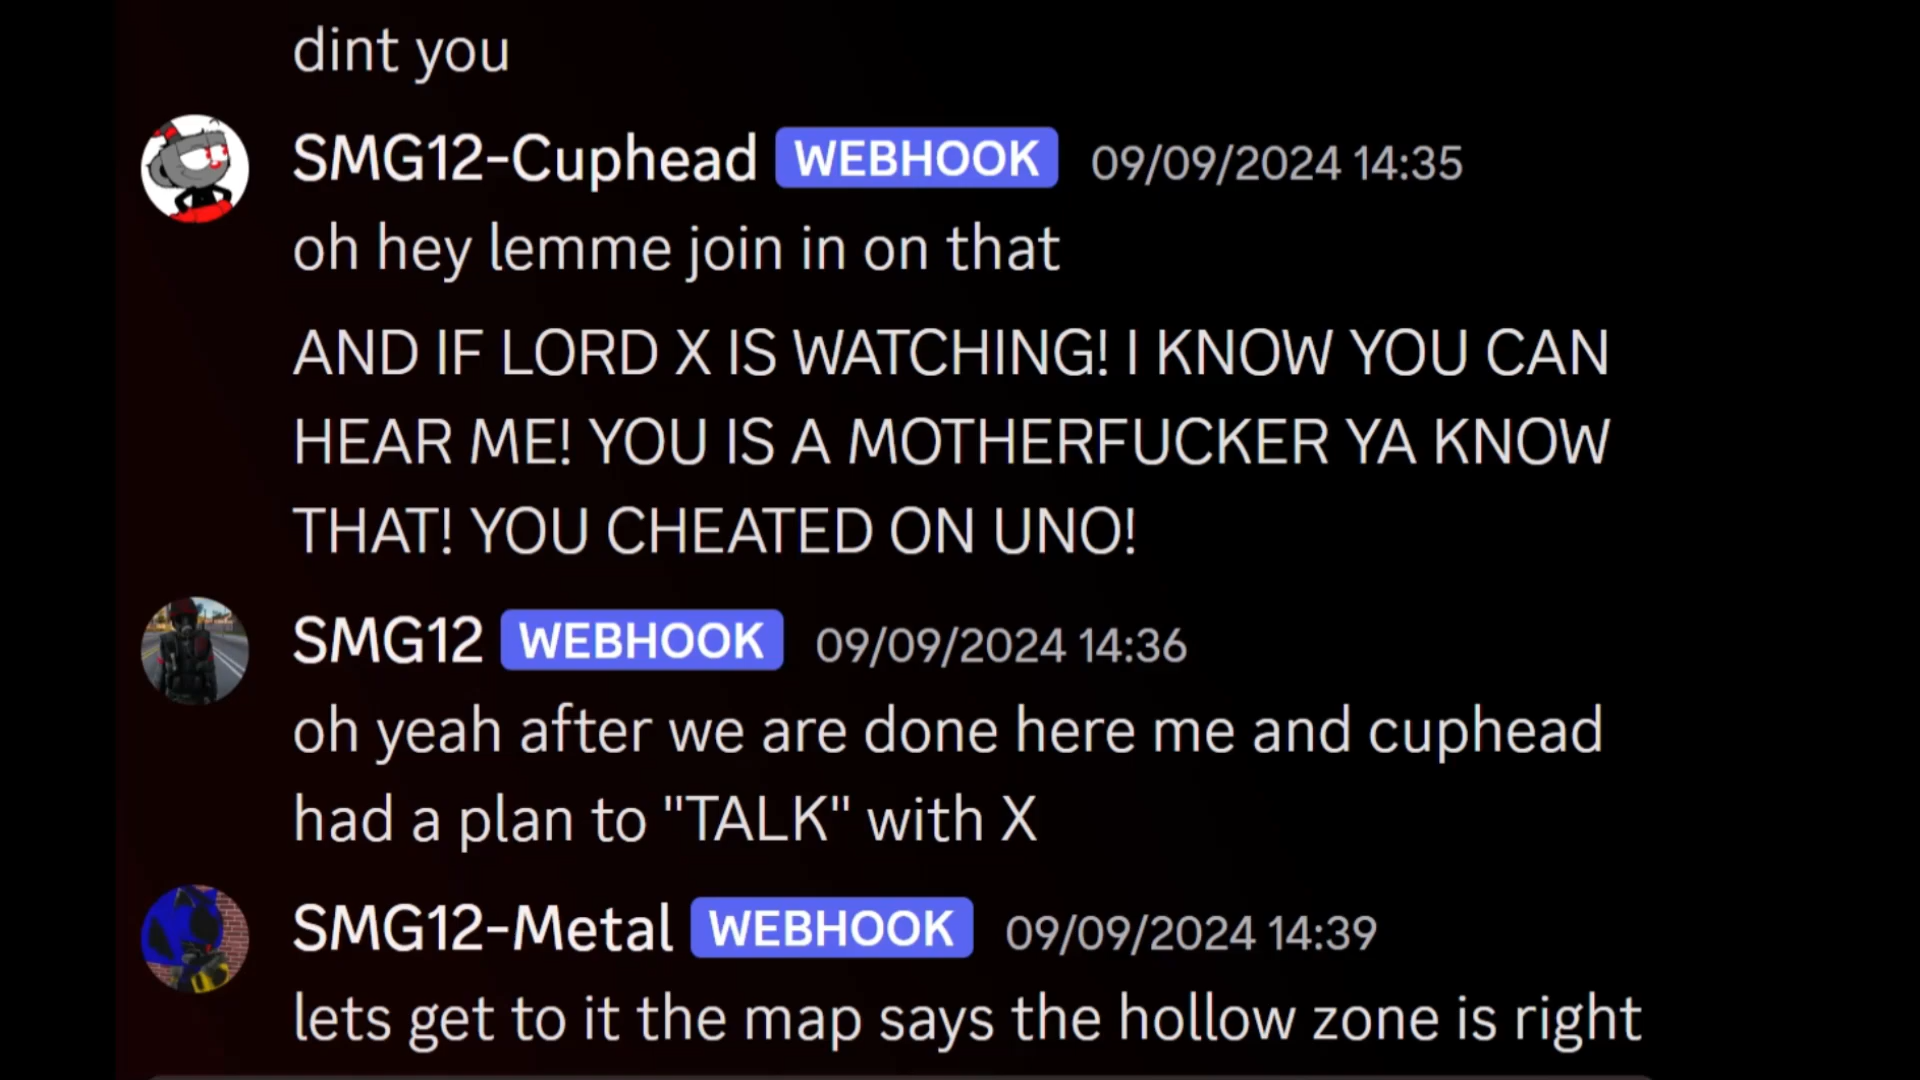 dint you
SMG12-Cuphead WEBHOOK 09/09/2024 14:35
oh hey lemme join in on that
AND IF LORD X IS WATCHING! I KNOW YOU CAN
HEAR ME! YOU IS A MOTHERFUCKER YA KNOW
THAT! YOU CHEATED ON UNO!
SMG12 WEBHOOK 09/09/2024 14:36
oh yeah after we are done here me and cuphead
had a plan to "TALK" with X
SMG12-Metal WEBHOOK 09/09/2024 14:39
lets get to it the map says the hollow zone is right